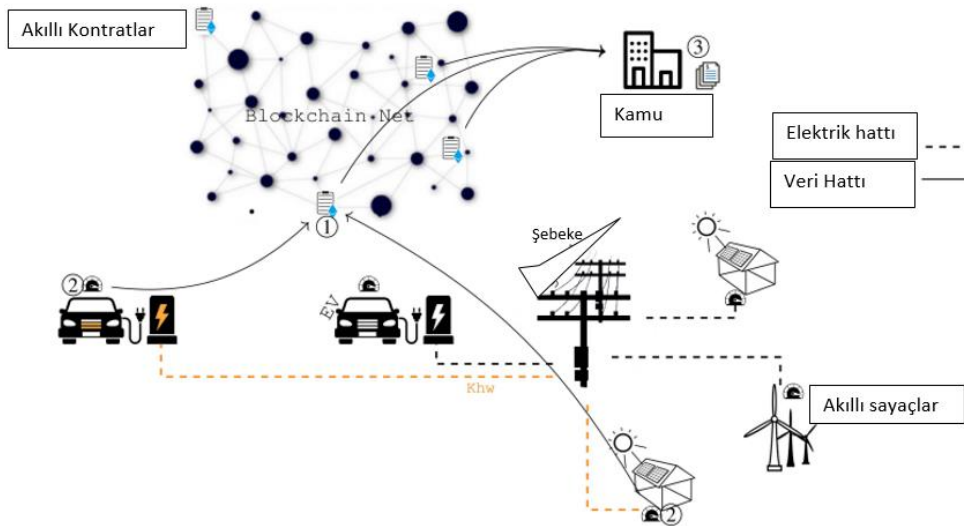 Akıllı Kontratlar
Blockchain Net
3
Kamu
Elektrik hattı
Veri Hattı
1
Şebeke
2
EV
Khw
Akıllı sayaçlar
2